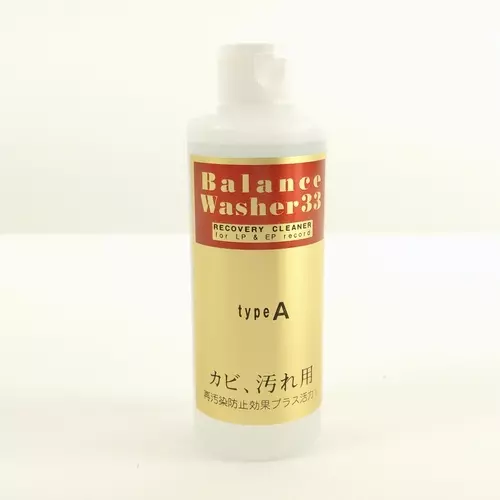 Balance
Washer33
RECOVERY CLEANER
for LP & EP record
type A
カビ、汚れ用
再汚染防止効果プラス活力